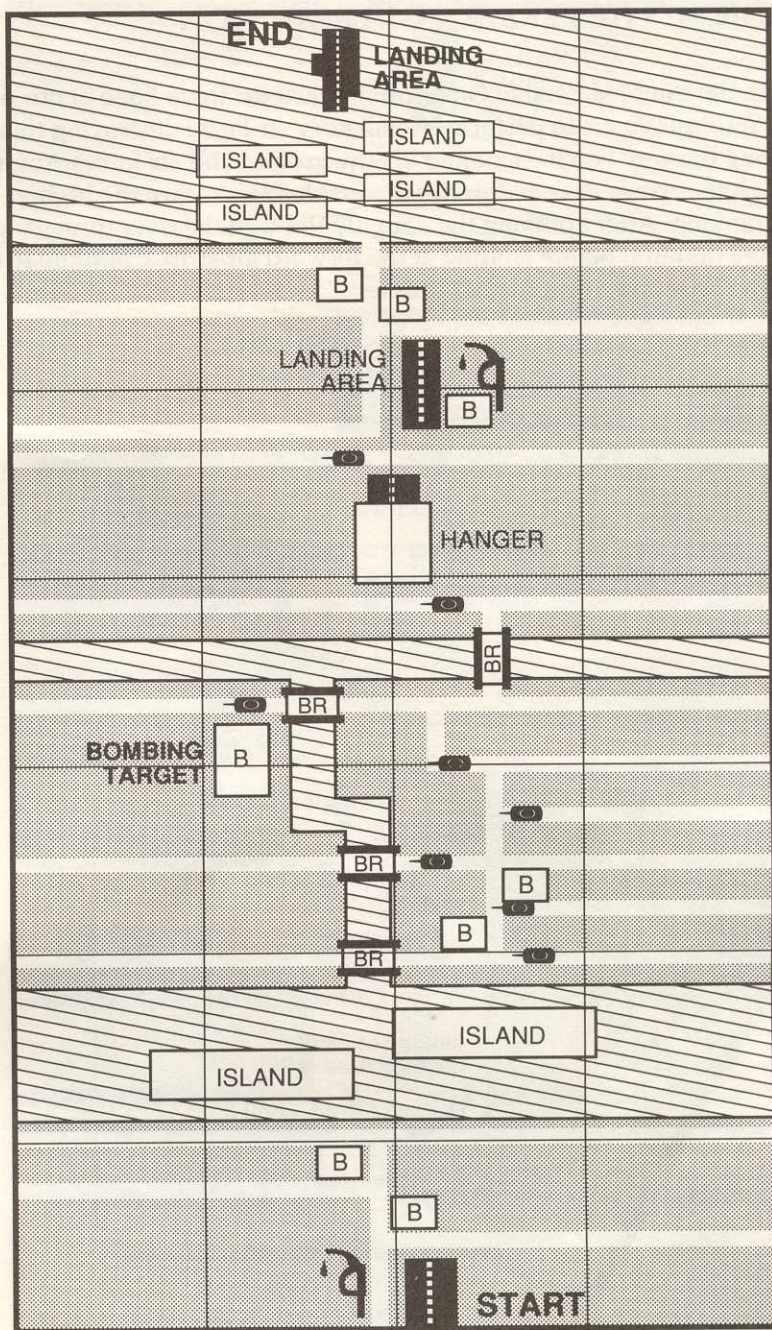 END
LANDING
AREA
ISLAND
ISLAND
ISLAND
ISLAND
B
B
LANDING
AREA
B
HANGER
BR
BR
BOMBING
TARGET
B
BR
B
B
BR
ISLAND
ISLAND
B
B
START